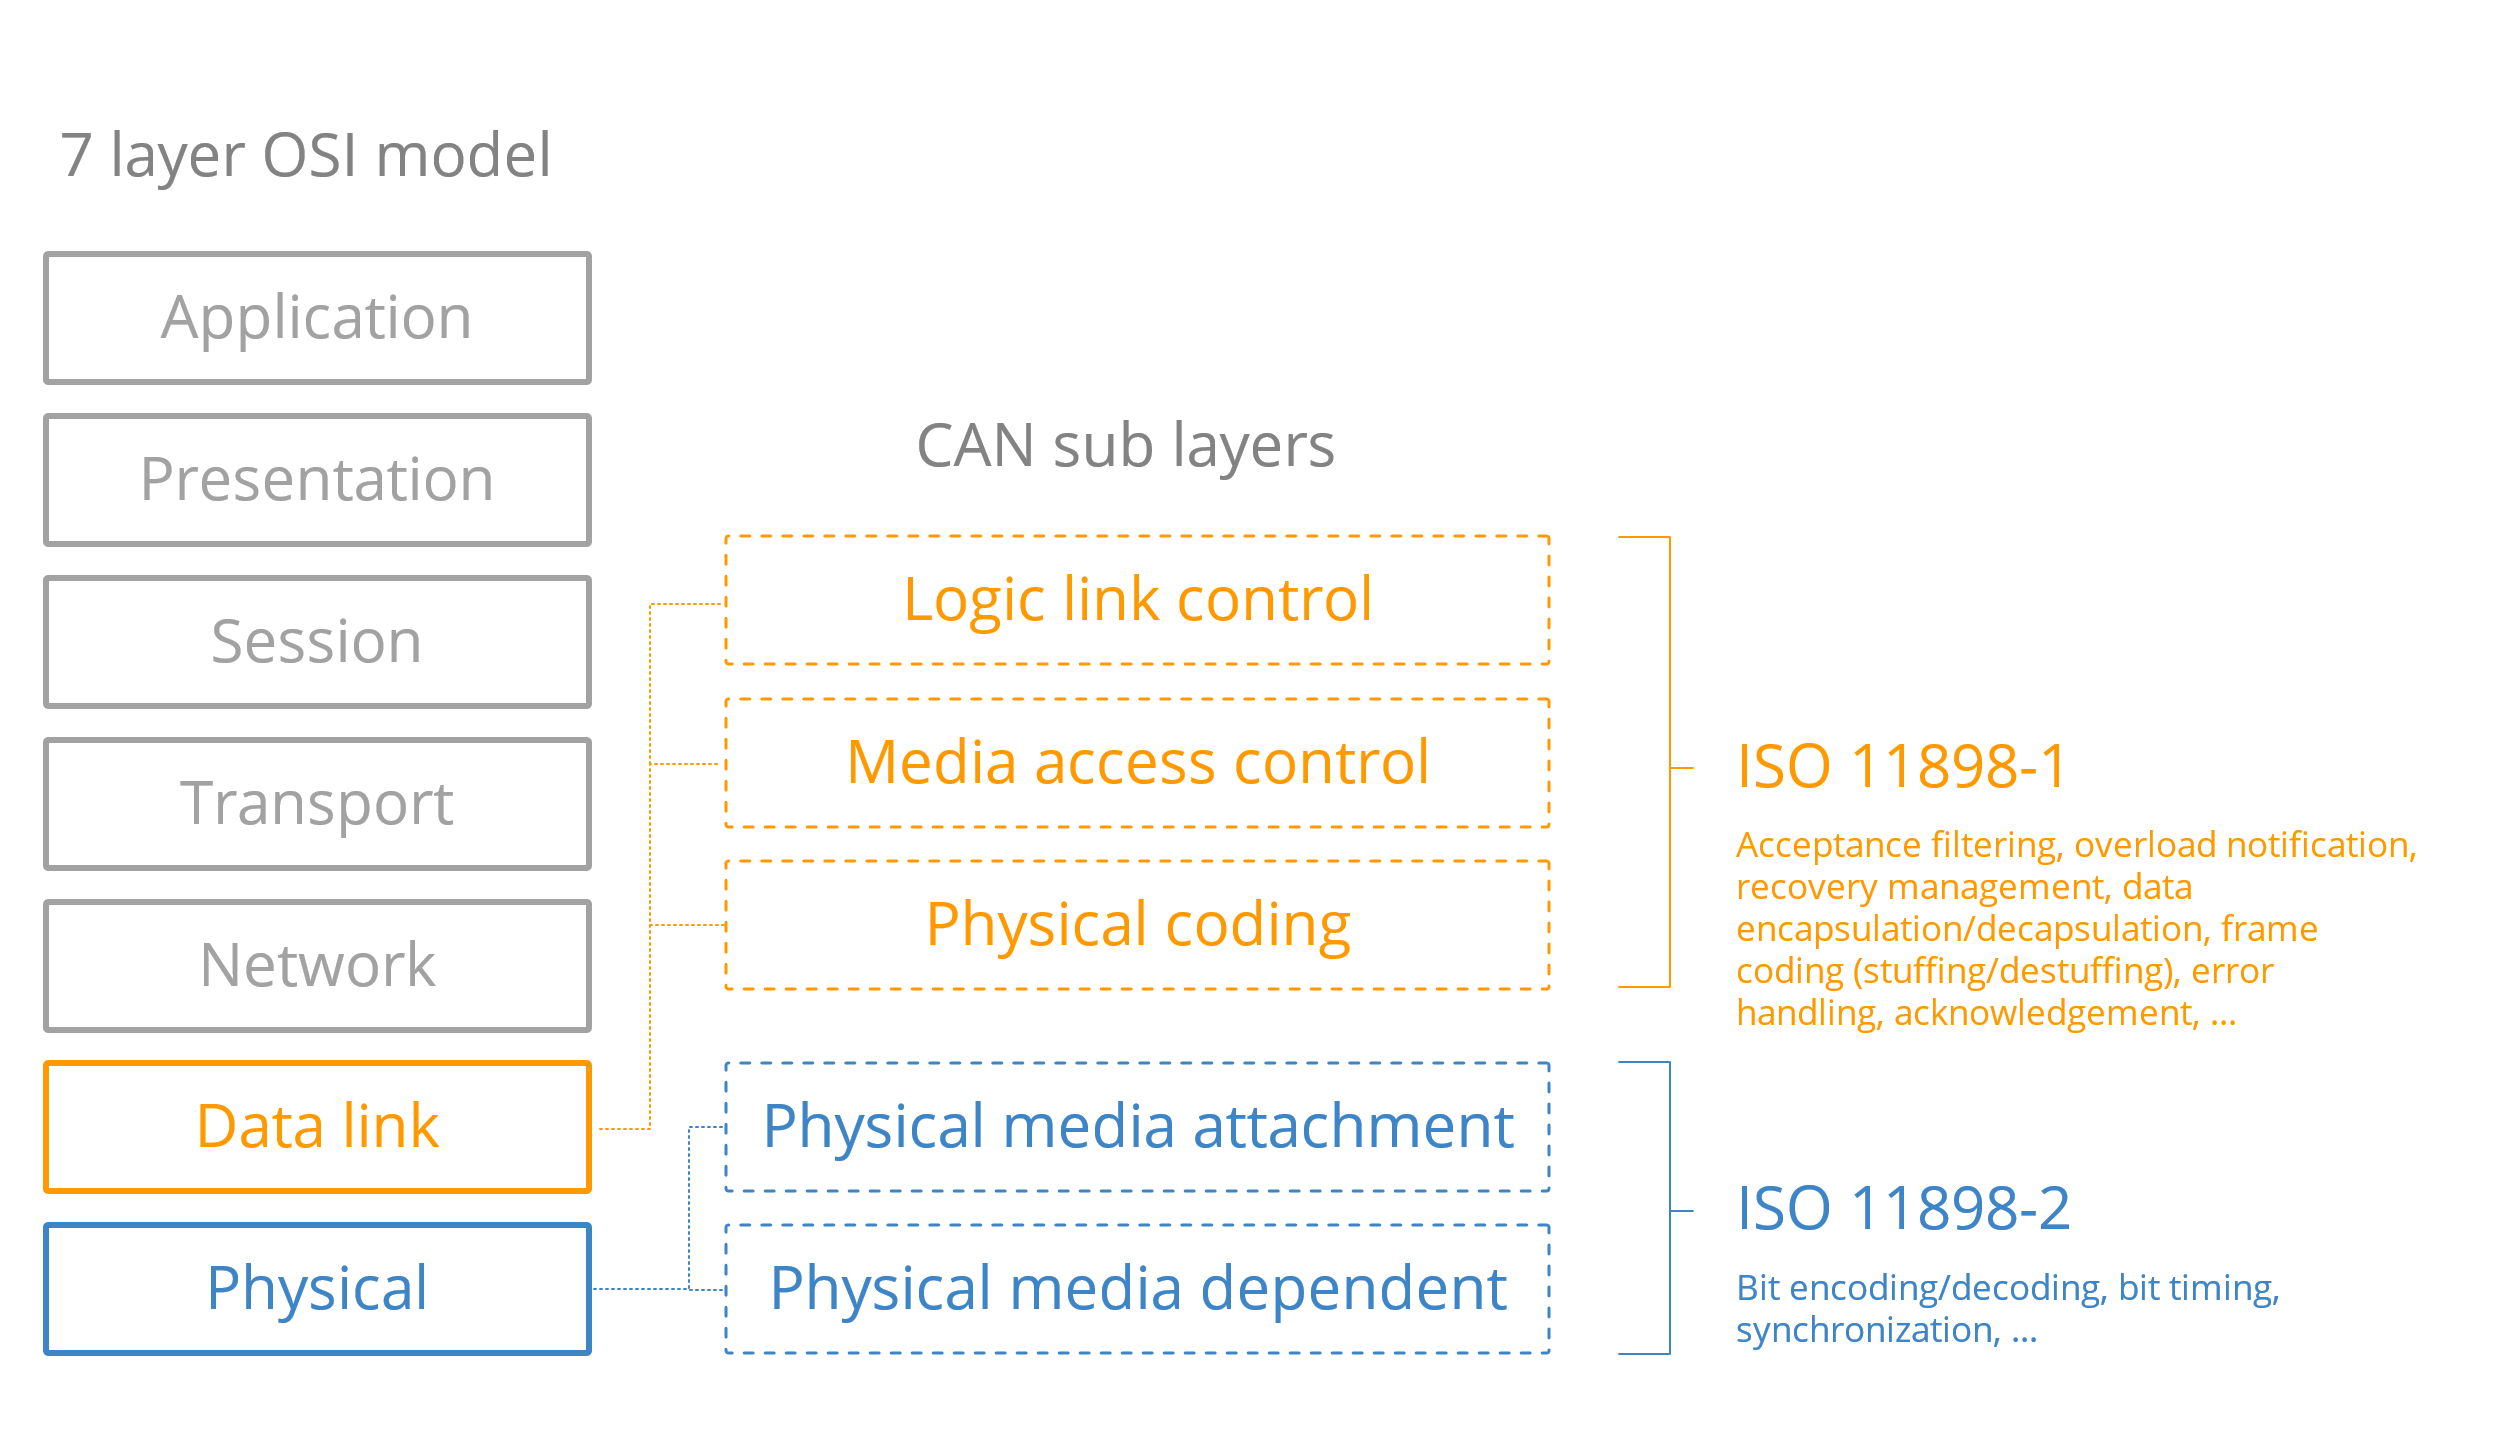 7 layer OSI model
Application
Presentation
Session
Transport
Network
Data link
Physical
CAN sub layers
Logic link control
Media access control
Physical coding
Physical media attachment
Physical media dependent
ISO 11898-1
Acceptance filtering, overload notification,
recovery management, data
encapsulation/decapsulation, frame
coding (stuffing/destuffing), error
handling, acknowledgement, ...
ISO 11898-2
Bit encoding/decoding, bit timing,
synchronization, ...